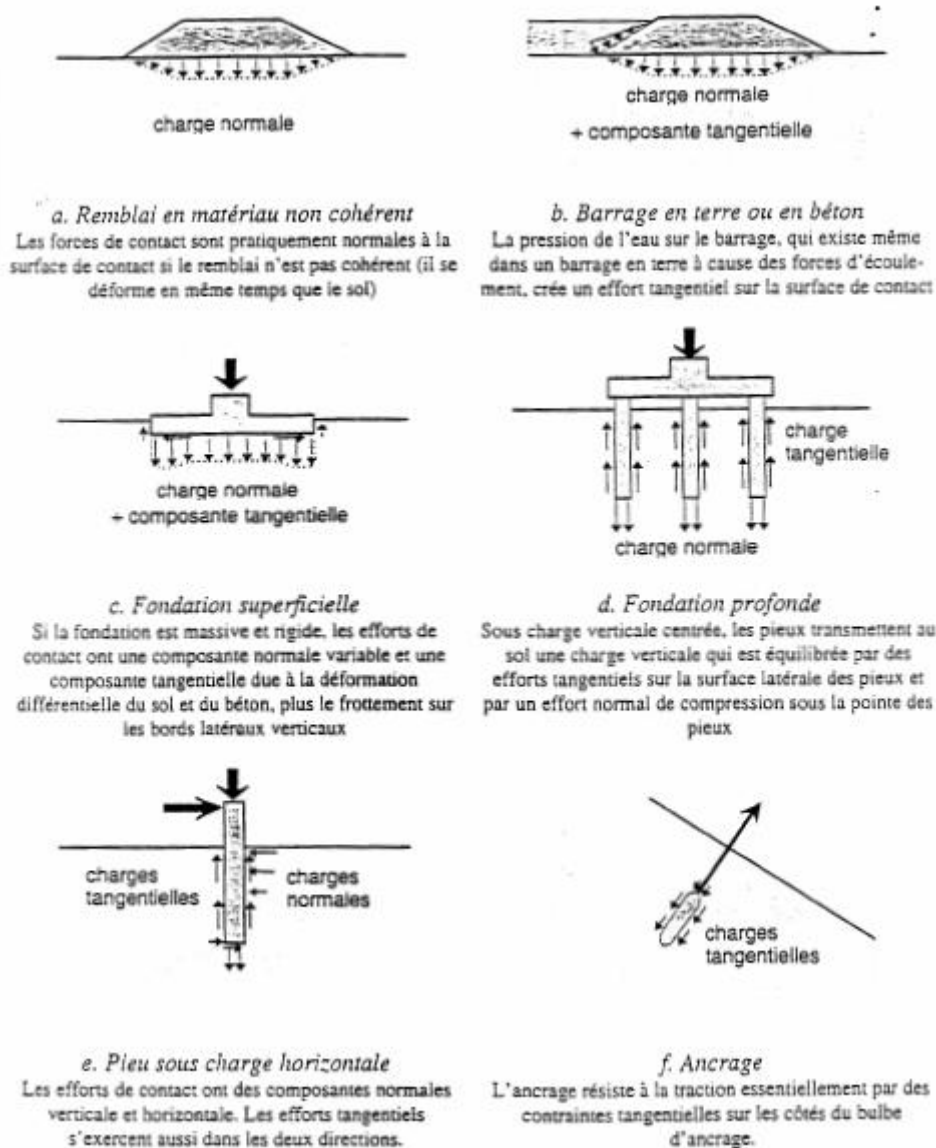 charge normale
charge normale
+ composante tangentielle
a. Remblai en matériau non cohérent
Les forces de contact sont pratiquement normales à la
surface de contact si le remblai n'est pas cohérent (il se
déforme en même temps que le sol)
b. Barrage en terre ou en béton
La pression de l'eau sur le barrage, qui existe même
dans un barrage en terre à cause des forces d'écoule-
ment, crée un effort tangentiel sur la surface de contact
charge normale
+ composante tangentielle
charge
tangentielle
charge normale
c. Fondation superficielle
Si la fondation est massive et rigide, les efforts de
contact ont une composante normale variable et une
composante tangentielle due à la déformation
différentielle du sol et du béton, plus le frottement sur
les bords latéraux verticaux
d. Fondation profonde
Sous charge verticale centrée, les pieux transmettent au
sol une charge verticale qui est équilibrée par des
efforts tangentiels sur la surface latérale des pieux et
par un effort normal de compression sous la pointe des
pieux
charges
tangentielles
charges
normales
charges
tangentielles
e. Pieu sous charge horizontale
Les efforts de contact ont des composantes normales
verticale et horizontale. Les efforts tangentiels
s'exercent aussi dans les deux directions.
f. Ancrage
L'ancrage résiste à la traction essentiellement par des
contraintes tangentielles sur les côtés du bulbe
d'ancrage.